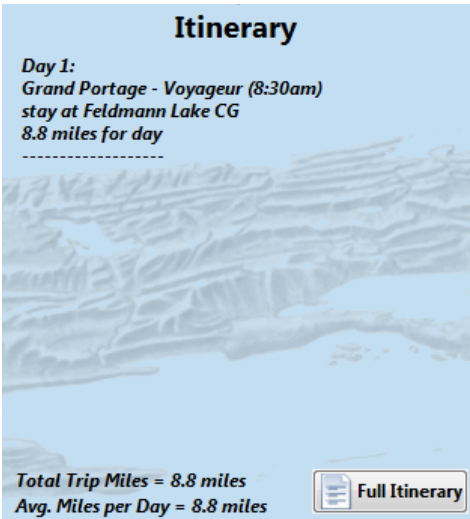 Itinerary
Day 1:
Grand Portage - Voyageur (8:30am)
stay at Feldmann Lake CG
8.8 miles for day
-------------------
Total Trip Miles = 8.8 miles
Avg. Miles per Day = 8.8 miles
Full Itinerary